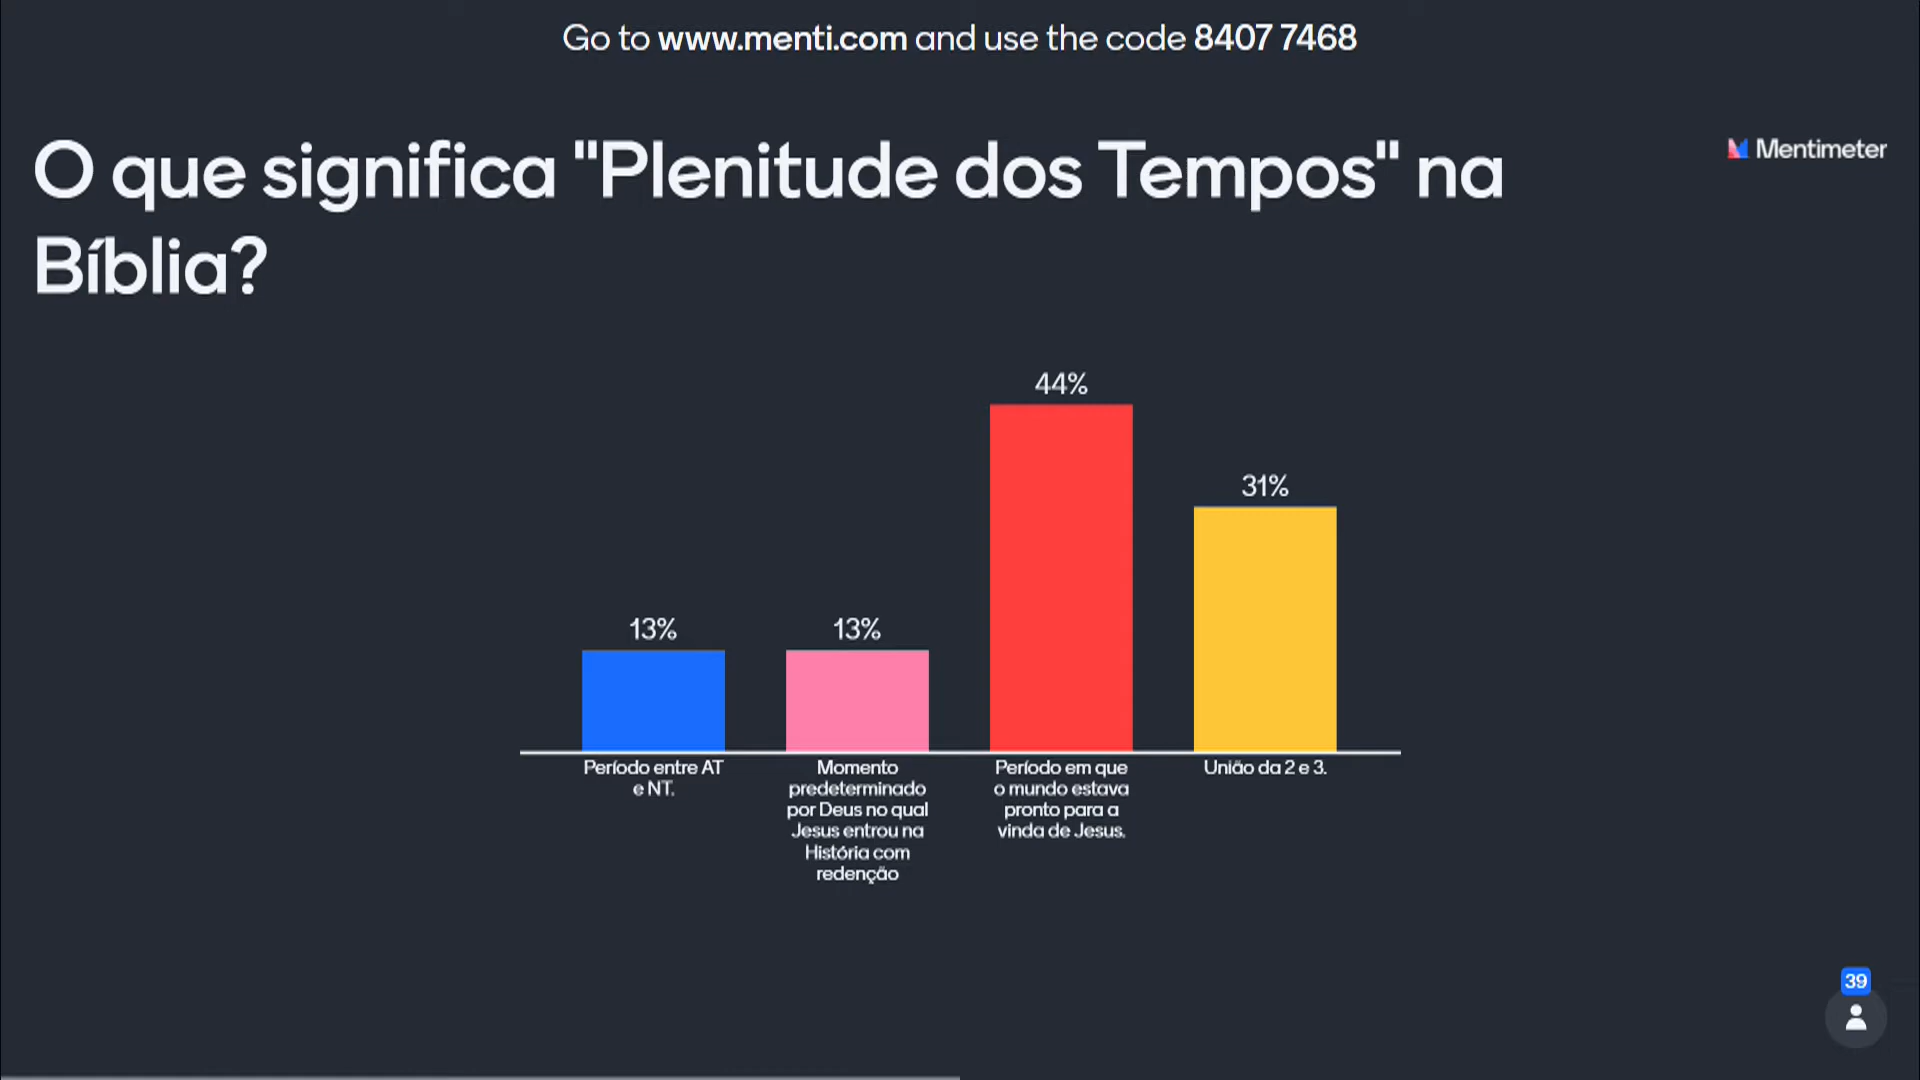 Go to www.menti.com and use the code 8407 7468
O que significa "Plenitude dos Tempos" na
Bíblia?
Mentimeter
44%
31%
13%
13%
Período entre AT
e NT.
Momento
predeterminado
por Deus no qual
Jesus entrou na
História com
redenção
Período em que
o mundo estava
pronto para a
vinda de Jesus.
União da 2 e 3.
39